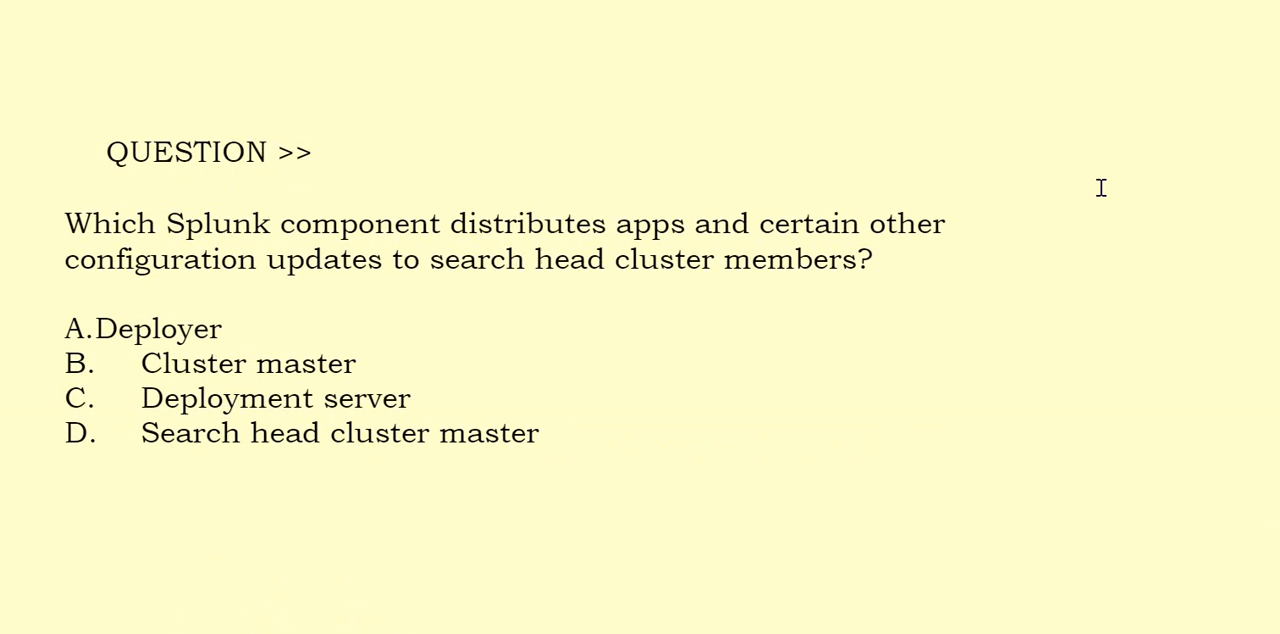 QUESTION >>
Which Splunk component distributes apps and certain other
configuration updates to search head cluster members?
A.Deployer
B. Cluster master
C. Deployment server
D. Search head cluster master